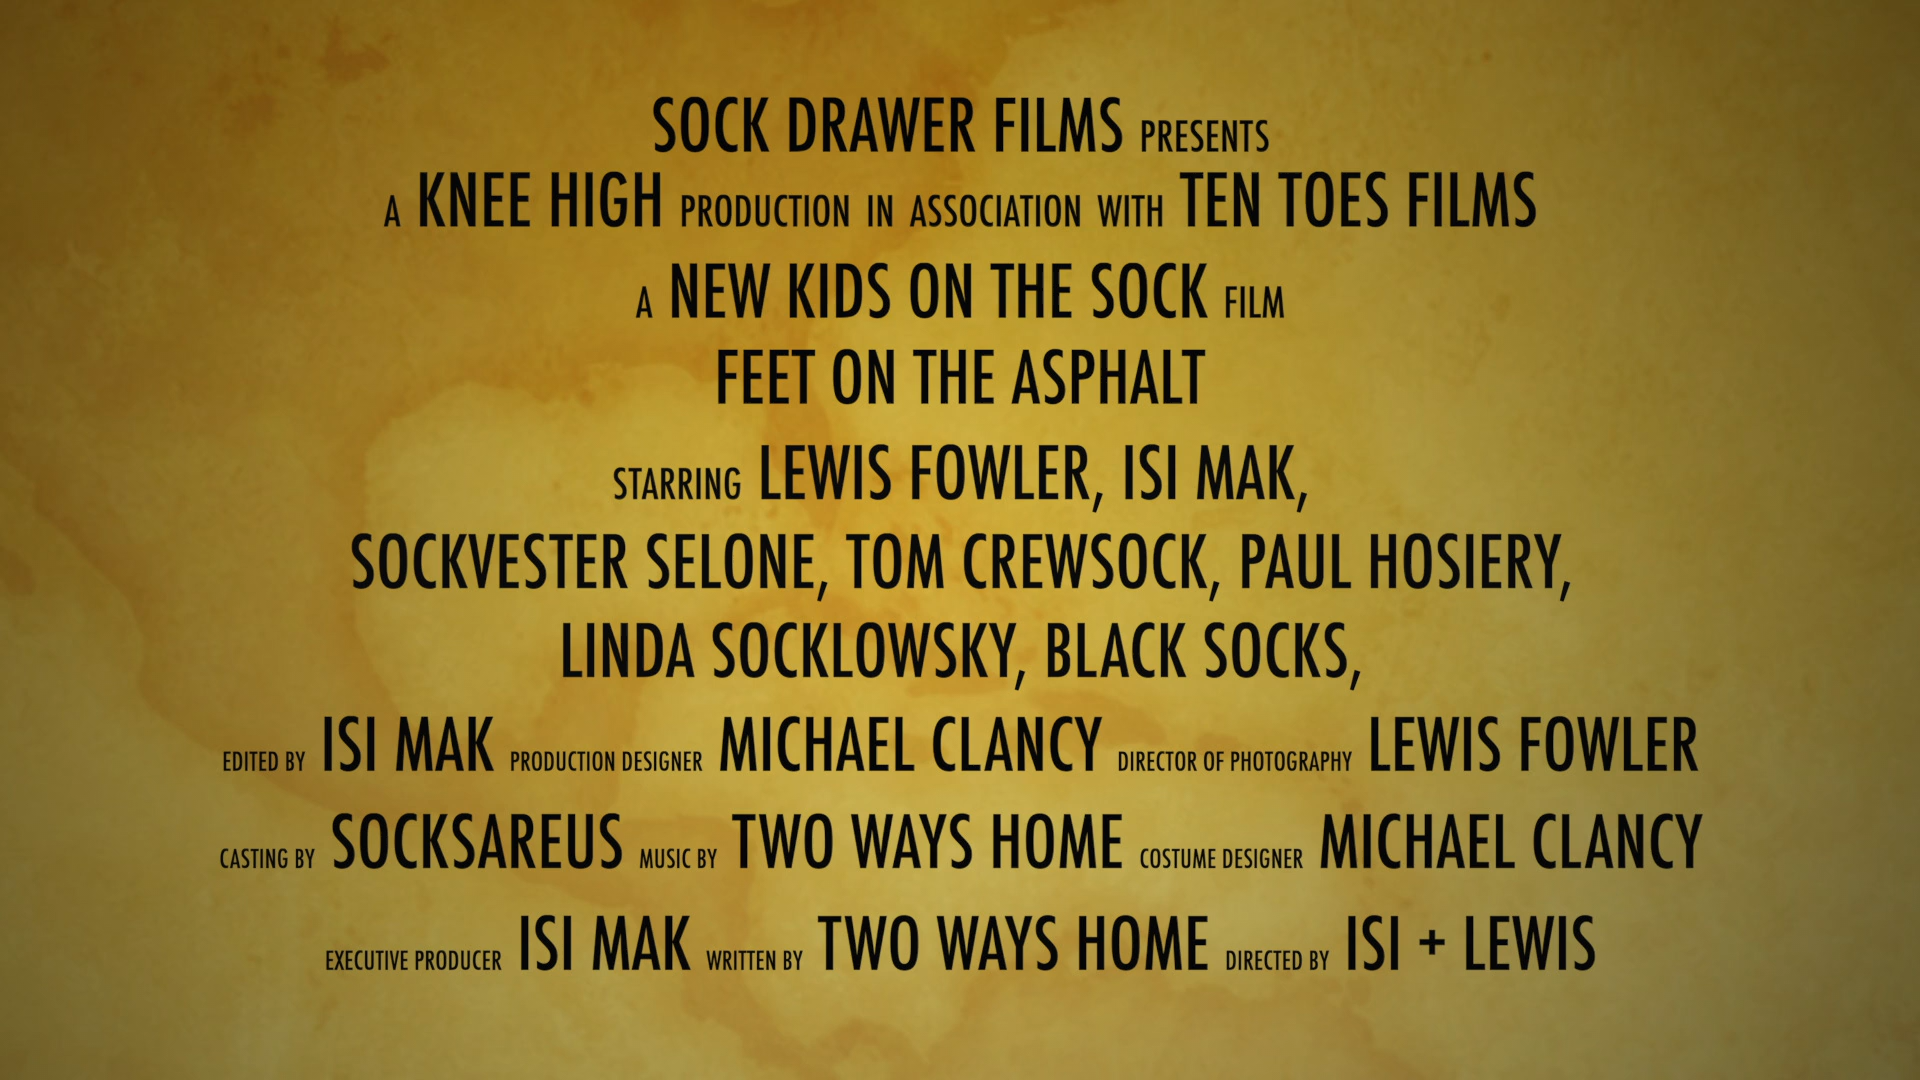 SOCK DRAWER FILMS PRESENTS
A KNEE HIGH PRODUCTION IN ASSOCIATION WITH TEN TOES FILMS
A NEW KIDS ON THE SOCK FILM
FEET ON THE ASPHALT
STARRING LEWIS FOWLER, ISI MAK,
SOCKVESTER SELONE, TOM CREWSOCK, PAUL HOSIERY,
LINDA SOCKLOWSKY, BLACK SOCKS,
EDITED BY ISI MAK PRODUCTION DESIGNER MICHAEL CLANCY DIRECTOR OF PHOTOGRAPHY LEWIS FOWLER
CASTING BY SOCKSAREUS MUSIC BY TWO WAYS HOME COSTUME DESIGNER MICHAEL CLANCY
EXECUTIVE PRODUCER ISI MAK WRITTEN BY TWO WAYS HOME DIRECTED BY ISI + LEWIS